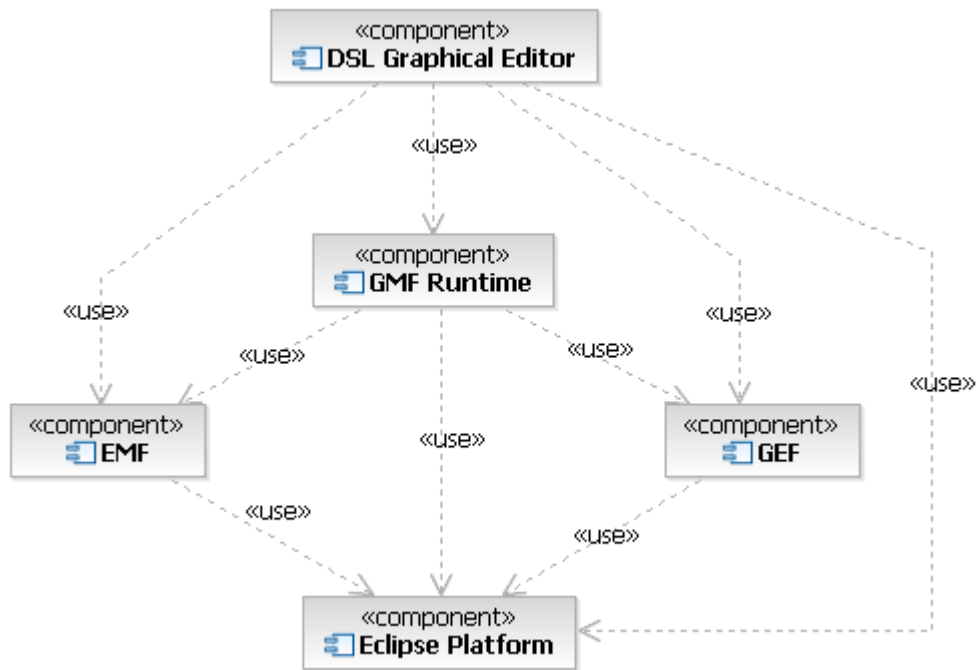 «component»
DSL Graphical Editor
«use»
«component»
GMF Runtime
«use»
«use»
«use»
«use»
«use»
«component»
EMF
«use»
«component»
GEF
«use»
«use»
«component»
Eclipse Platform